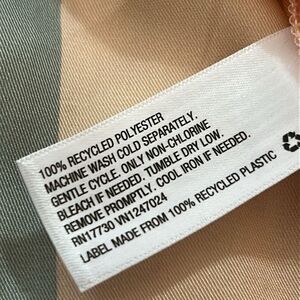 100% RECYCLED POLYESTER
MACHINE WASH COLD SEPARATELY.
GENTLE CYCLE. ONLY NON-CHLORINE
BLEACH IF NEEDED. TUMBLE DRY LOW.
REMOVE PROMPTLY. COOL IRON IF NEEDED.
RN17730 VN1247024
LABEL MADE FROM 100% RECYCLED PLASTIC